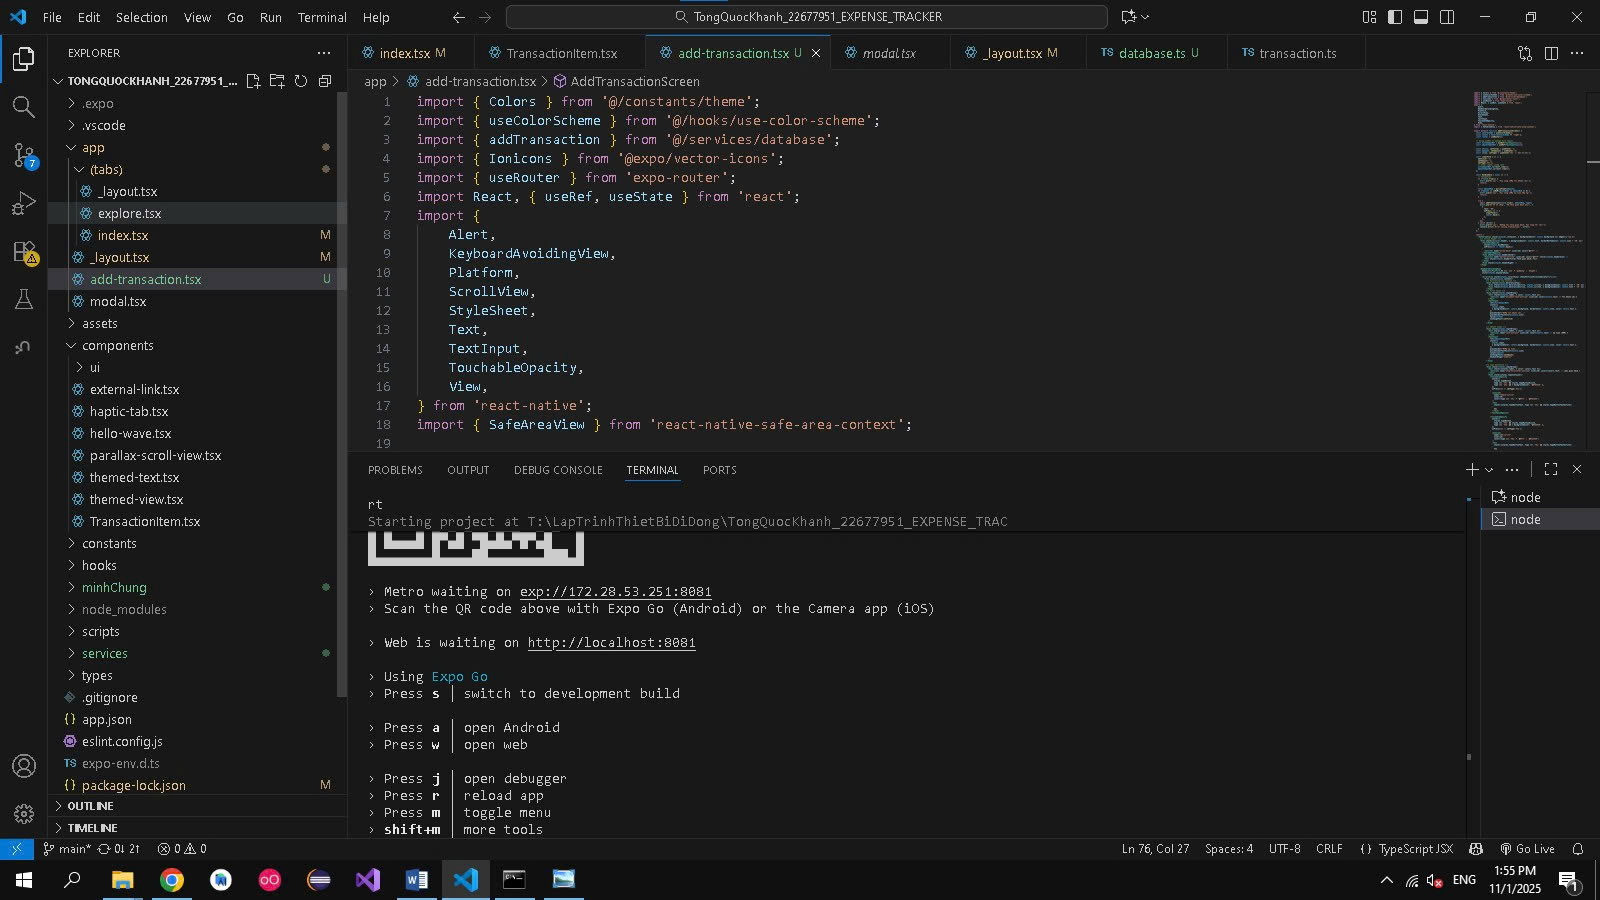 File Edit Selection View Go Run Terminal Help
TongQuocKhanh_22677951_EXPENSE_TRACKER
EXPLORER
TONGQUOCKHANH_22677951_...
.expo
.vscode
app
(tabs)
_layout.tsx
explore.tsx
index.tsx M
_layout.tsx M
add-transaction.tsx U
modal.tsx
assets
components
ui
external-link.tsx
haptic-tab.tsx
hello-wave.tsx
parallax-scroll-view.tsx
themed-text.tsx
themed-view.tsx
TransactionItem.tsx
constants
hooks
minhChung
node_modules
scripts
services
types
.gitignore
app.json
eslint.config.js
expo-env.d.ts
package-lock.json M
OUTLINE
TIMELINE
7
index.tsx M TransactionItem.tsx add-transaction.tsx U modal.tsx _layout.tsx M database.ts U transaction.ts
app > add-transaction.tsx > AddTransactionScreen
1 import { Colors } from '@/constants/theme';
2 import { useColorScheme } from '@/hooks/use-color-scheme';
3 import { addTransaction } from '@/services/database';
4 import { Ionicons } from '@expo/vector-icons';
5 import { useRouter } from 'expo-router';
6 import React, { useRef, useState } from 'react';
7 import {
8 Alert,
9 KeyboardAvoidingView,
10 Platform,
11 ScrollView,
12 StyleSheet,
13 Text,
14 TextInput,
15 TouchableOpacity,
16 View,
17 } from 'react-native';
18 import { SafeAreaView } from 'react-native-safe-area-context';
19
PROBLEMS OUTPUT DEBUG CONSOLE TERMINAL PORTS
rt
Starting project at T:\LapTrinhThietBiDiDong\TongQuocKhanh_22677951_EXPENSE_TRAC
› Metro waiting on exp://172.28.53.251:8081
› Scan the QR code above with Expo Go (Android) or the Camera app (iOS)
› Web is waiting on http://localhost:8081
› Using Expo Go
› Press s │ switch to development build
› Press a │ open Android
› Press w │ open web
› Press j │ open debugger
› Press r │ reload app
› Press m │ toggle menu
› shift+m │ more tools
node
node
main* 0↓ 2↑ 0 0
Ln 76, Col 27 Spaces: 4 UTF-8 CRLF {} TypeScript JSX Go Live
ENG
1:55 PM
11/1/2025
1